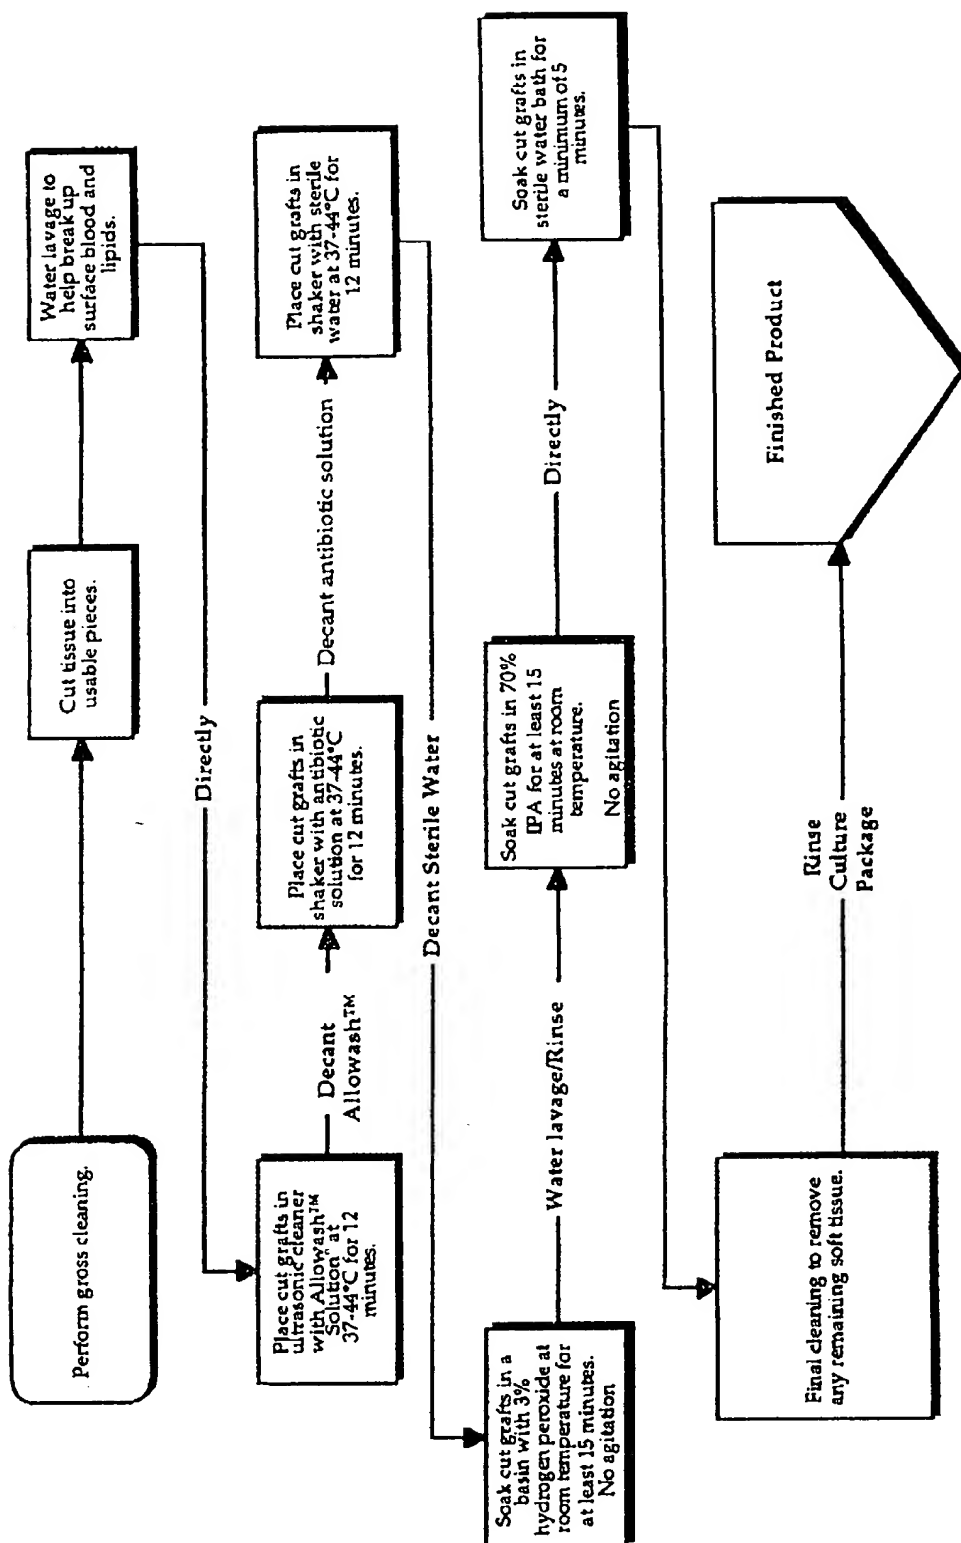 Perform gross cleaning.
Cut tissue into
usable pieces.
Water lavage to
help break up
surface blood and
lipids.
Directly
Place cut grafts in
ultrasonic cleaner
with Allowash™
Solution" at
37-44°C for 12
minutes.
Decant
Allowash™
Place cut grafts in
shaker with antibiotic
solution at 37-44°C
for 12 minutes.
Decant antibiotic solution
Place cut grafts in
shaker with sterile
water at 37-44°C for
12 minutes.
Decant Sterile Water
Soak cut grafts in a
basin with 3%
hydrogen peroxide at
room temperature for
at least 15 minutes.
No agitation
Water lavage/Rinse
Soak cut grafts in 70%
IPA for at least 15
minutes at room
temperature.
No agitation
Directly
Soak cut grafts in
sterile water bath for
a minimum of 5
minutes.
Final cleaning to remove
any remaining soft tissue.
Rinse
Culture
Package
Finished Product